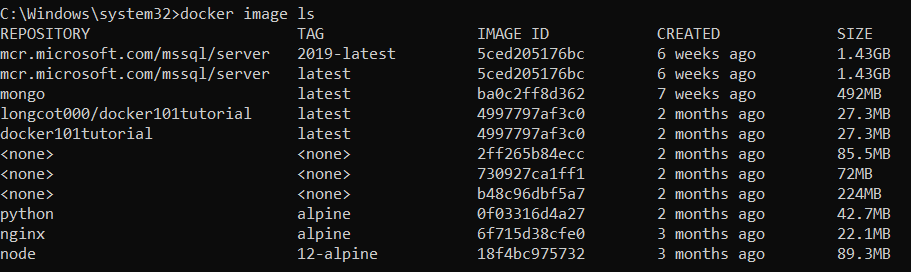 C:\Windows\system32>docker image ls
REPOSITORY TAG IMAGE ID CREATED SIZE
mcr.microsoft.com/mssql/server 2019-latest 5ced205176bc 6 weeks ago 1.43GB
mcr.microsoft.com/mssql/server latest 5ced205176bc 6 weeks ago 1.43GB
mongo latest ba0c2ff8d362 7 weeks ago 492MB
longcot000/docker101tutorial latest 4997797af3c0 2 months ago 27.3MB
docker101tutorial latest 4997797af3c0 2 months ago 27.3MB
<none> <none> 2ff265b84ecc 2 months ago 85.5MB
<none> <none> 730927ca1ff1 2 months ago 72MB
<none> <none> b48c96dbf5a7 2 months ago 224MB
python alpine 0f03316d4a27 2 months ago 42.7MB
nginx alpine 6f715d38cfe0 3 months ago 22.1MB
node 12-alpine 18f4bc975732 3 months ago 89.3MB